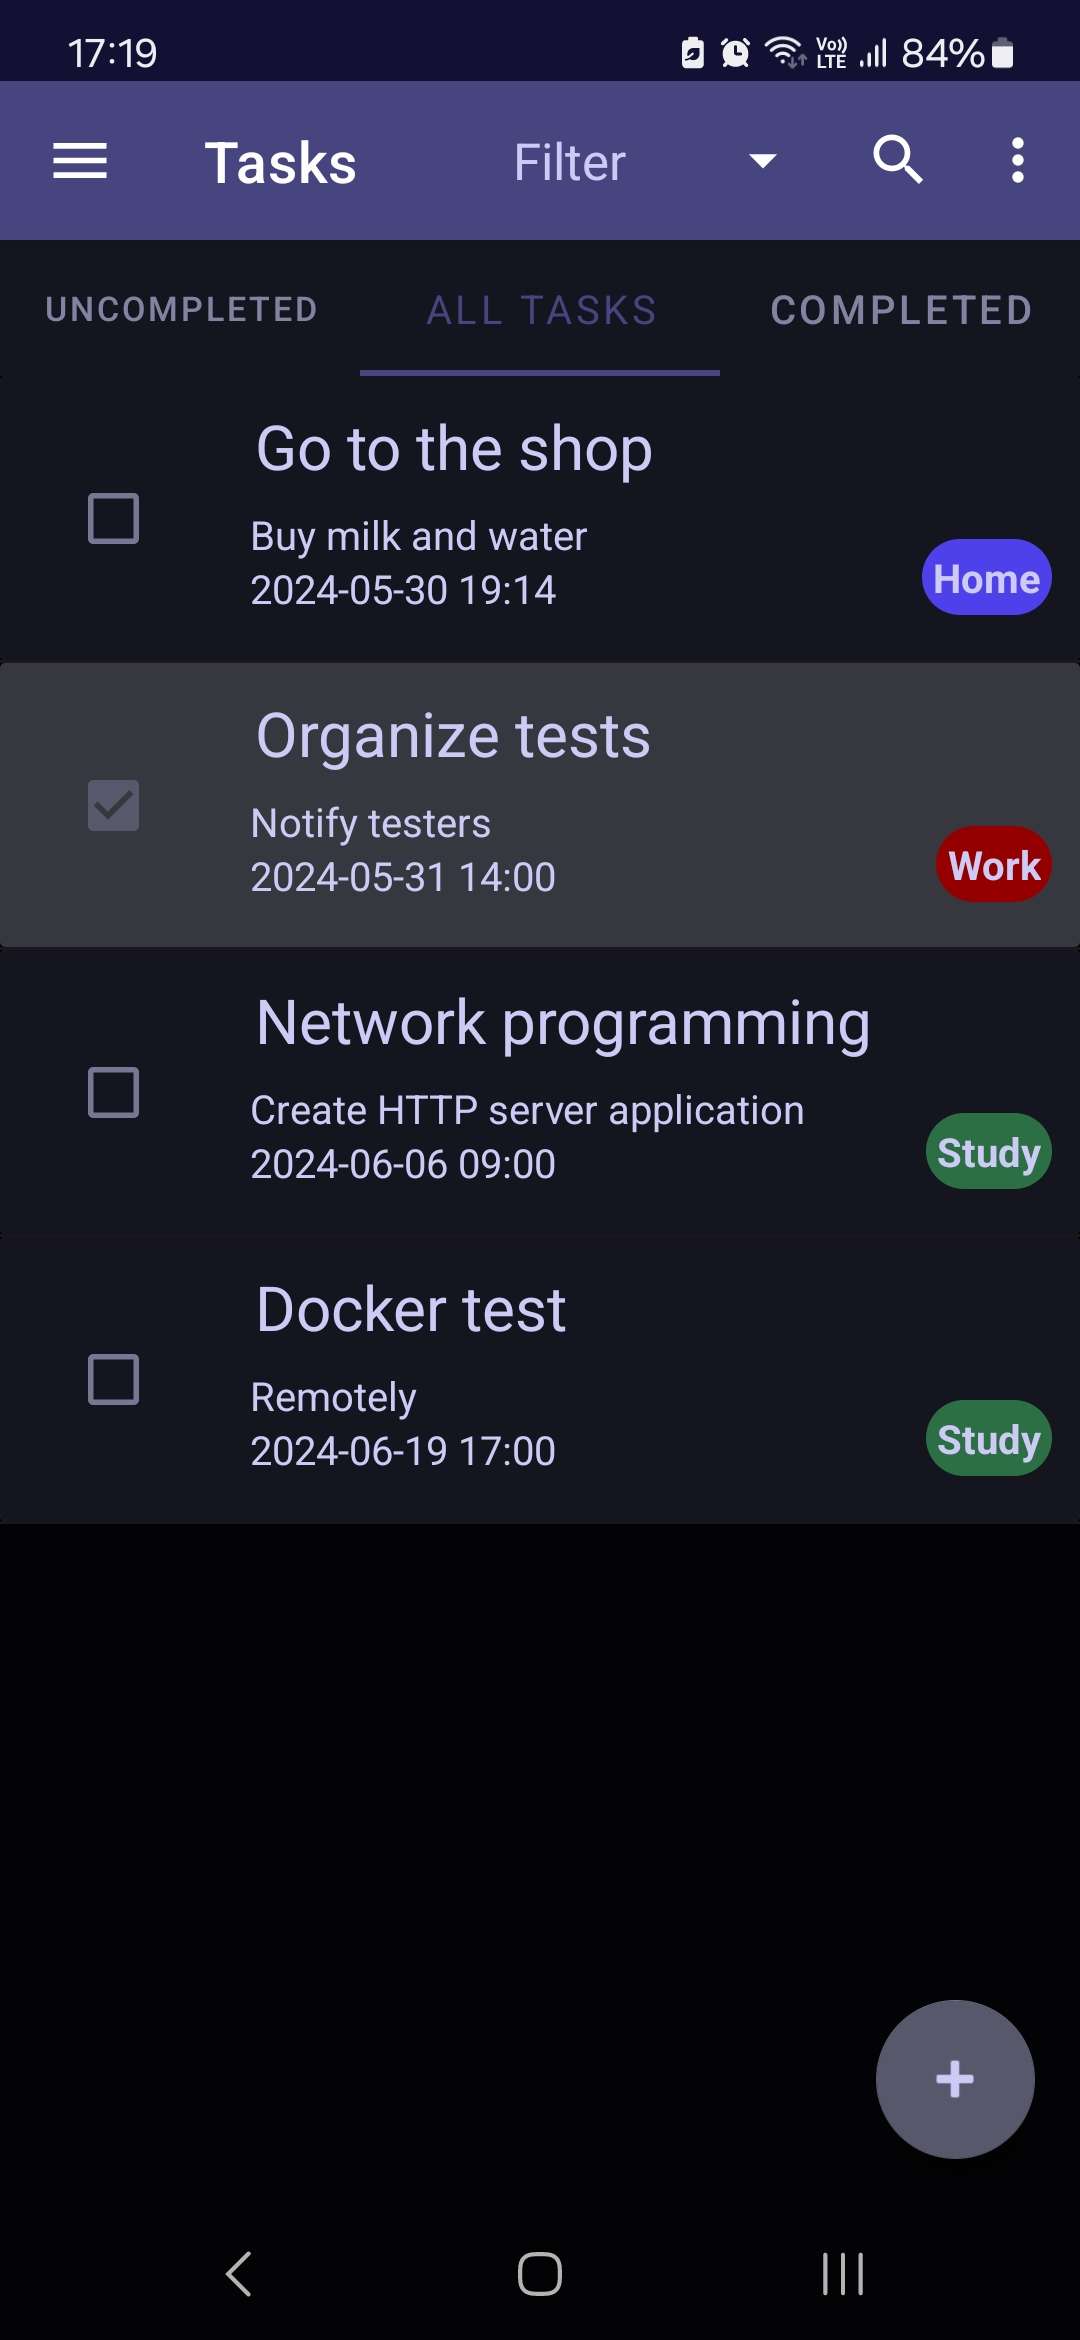 17:19
Vo)) LTE 84%
Tasks Filter
UNCOMPLETED ALL TASKS COMPLETED
Go to the shop
Buy milk and water
2024-05-30 19:14
Home
Organize tests
Notify testers
2024-05-31 14:00
Work
Network programming
Create HTTP server application
2024-06-06 09:00
Study
Docker test
Remotely
2024-06-19 17:00
Study